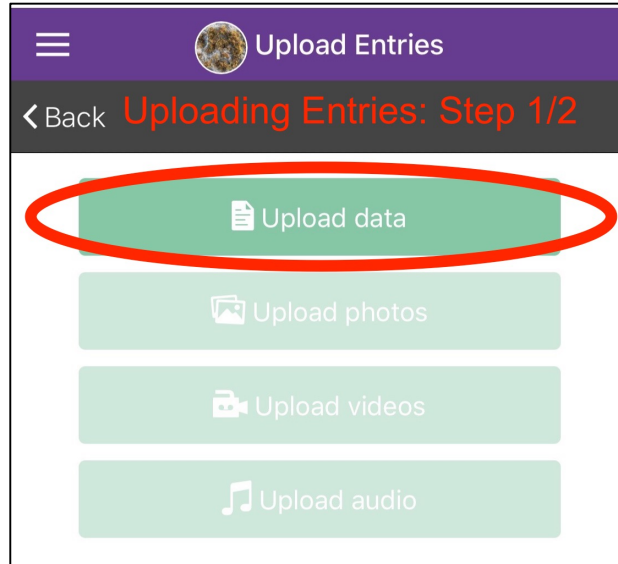 Upload Entries
Back Uploading Entries: Step 1/2
Upload data
Upload photos
Upload videos
Upload audio